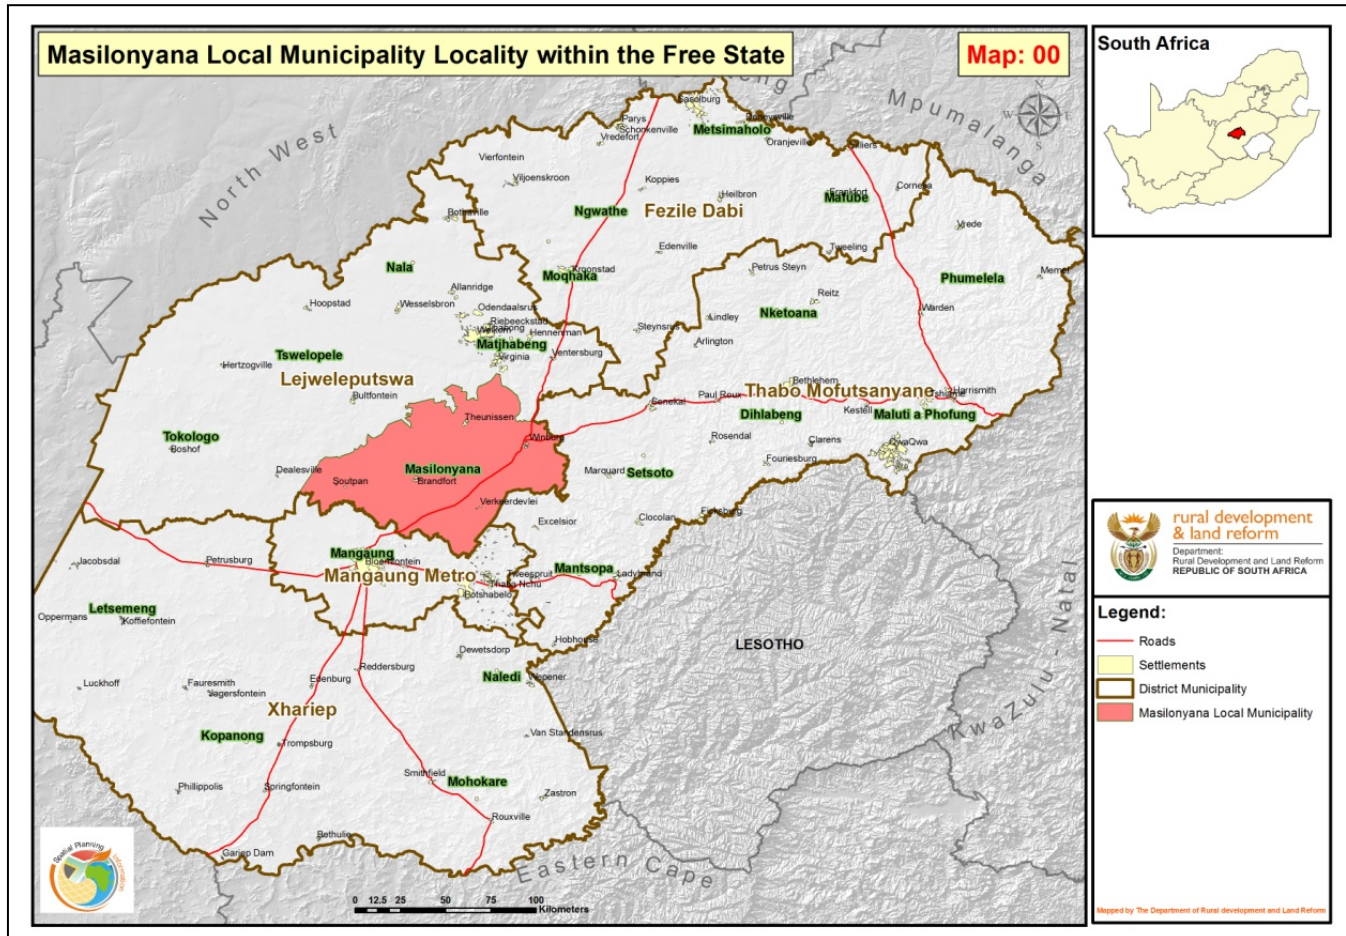 Masilonyana Local Municipality Locality within the Free State
Map: 00
South Africa
North West
Mpumalanga
N
W
E
S
Sasolburg
Parys
Schonkenville
Vredefort
Metsimaholo
Oranjeville
Vierfontein
Viljoenskroon
Koppies
Heilbron
Frankfort
Mafube
Cornelia
Ngwathe
Fezile Dabi
Bothaville
Vrede
Edenville
Tweeling
Nala
Moqhaka
Kroonstad
Petrus Steyn
Phumelela
Memel
Allanridge
Reitz
Hoopstad
Wesselsbron
Odendaalsrus
Nketoana
Warden
Riebeeckstad
Welkom
Lindley
Steynsrus
Hennenman
Matjhabeng
Arlington
Tswelopele
Virginia
Ventersburg
Hertzogville
Lejweleputswa
Bultfontein
Bethlehem
Thabo Mofutsanyane
Harrismith
Paul Roux
Senekal
Kestell
Dihlabeng
Maluti a Phofung
Theunissen
Tokologo
Boshof
Winburg
Rosendal
Clarens
QwaQwa
Dealesville
Masilonyana
Soutpan
Brandfort
Marquard
Setsoto
Fouriesburg
Verkeerdevlei
Excelsior
Clocolan
Ficksburg
Mangaung
Bloemfontein
Jacobsdal
Petrusburg
Mangaung Metro
Thaba Nchu
Tweespruit
Mantsopa
Ladybrand
Botshabelo
Letsemeng
Oppermans
Koffiefontein
Hobhouse
LESOTHO
Dewetsdorp
Reddersburg
Naledi
Wepener
Luckhoff
Fauresmith
Jagersfontein
Edenburg
Xhariep
Kopanong
Trompsburg
Van Standensrus
KwaZulu - Natal
Smithfield
Mohokare
Phillippolis
Springfontein
Zastron
Rouxville
Bethulie
Gariep Dam
Eastern Cape
Spatial Planning
Information
0 12.5 25 50 75 100
Kilometers
rural development
& land reform
Department:
Rural Development and Land Reform
REPUBLIC OF SOUTH AFRICA
Legend:
Roads
Settlements
District Municipality
Masilonyana Local Municipality
Mapped by The Department of Rural development and Land Reform